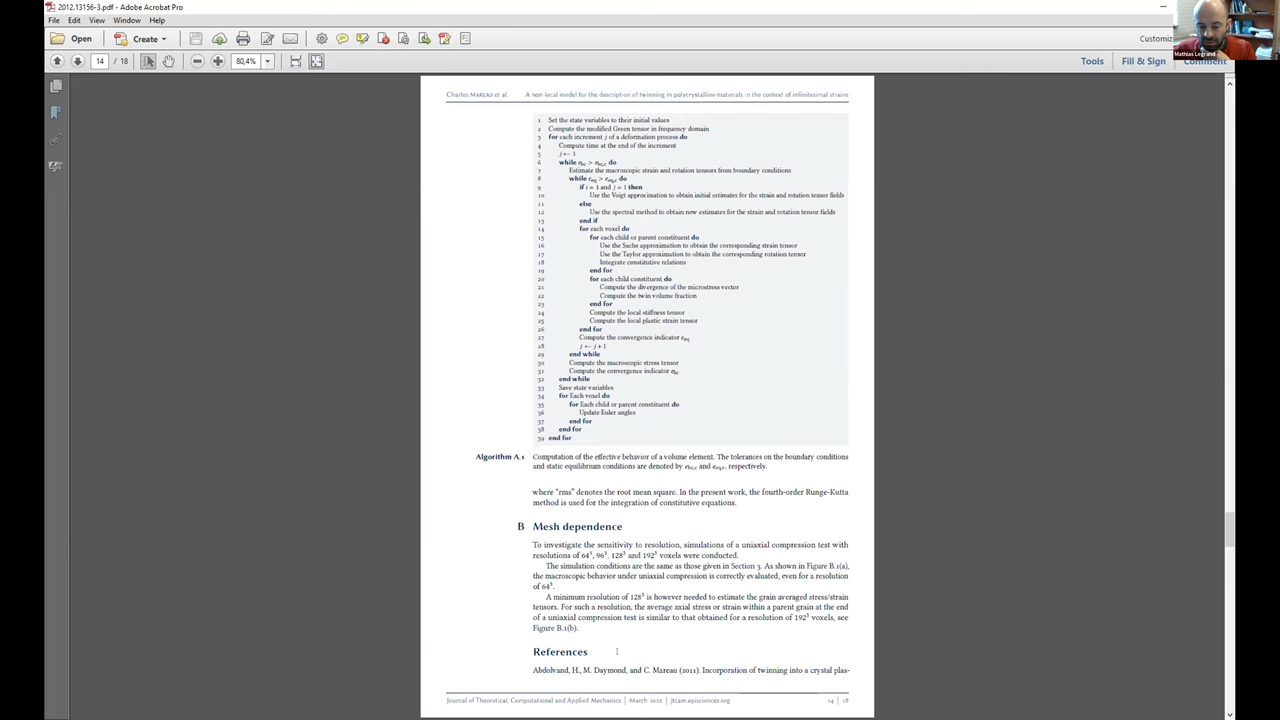 2012.13156-3.pdf - Adobe Acrobat Pro
File Edit View Window Help
Open Create Customiz
14 / 18 80,4% Tools Fill & Sign Comment
Mathias Legrand
Charles Mareau et al. A non-local model for the description of twinning in polycrystalline materials in the context of infinitesimal strains
1 Set the state variables to their initial values
2 Compute the modified Green tensor in frequency domain
3 for each increment j of a deformation process do
4 Compute time at the end of the increment
5 j ← 1
6 while e_bc > e_bc,c do
7 Estimate the macroscopic strain and rotation tensors from boundary conditions
8 while e_eq > e_eq,c do
9 if i = 1 and j = 1 then
10 Use the Voigt approximation to obtain initial estimates for the strain and rotation tensor fields
11 else
12 Use the spectral method to obtain new estimates for the strain and rotation tensor fields
13 end if
14 for each voxel do
15 for each child or parent constituent do
16 Use the Sachs approximation to obtain the corresponding strain tensor
17 Use the Taylor approximation to obtain the corresponding rotation tensor
18 Integrate constitutive relations
19 end for
20 for each child constituent do
21 Compute the divergence of the microstress vector
22 Compute the twin volume fraction
23 end for
24 Compute the local stiffness tensor
25 Compute the local plastic strain tensor
26 end for
27 Compute the convergence indicator e_eq
28 j ← j + 1
29 end while
30 Compute the macroscopic stress tensor
31 Compute the convergence indicator e_bc
32 end while
33 Save state variables
34 for Each voxel do
35 for Each child or parent constituent do
36 Update Euler angles
37 end for
38 end for
39 end for
Algorithm A.1 Computation of the effective behavior of a volume element. The tolerances on the boundary conditions
and static equilibrium conditions are denoted by e_bc,c and e_eq,c, respectively.
where "rms" denotes the root mean square. In the present work, the fourth-order Runge-Kutta
method is used for the integration of constitutive equations.
B Mesh dependence
To investigate the sensitivity to resolution, simulations of a uniaxial compression test with
resolutions of 64³, 96³, 128³ and 192³ voxels were conducted.
The simulation conditions are the same as those given in Section 3. As shown in Figure B.1(a),
the macroscopic behavior under uniaxial compression is correctly evaluated, even for a resolution
of 64³.
A minimum resolution of 128³ is however needed to estimate the grain averaged stress/strain
tensors. For such a resolution, the average axial stress or strain within a parent grain at the end
of a uniaxial compression test is similar to that obtained for a resolution of 192³ voxels, see
Figure B.1(b).
References
Abdolvand, H., M. Daymond, and C. Mareau (2011). Incorporation of twinning into a crystal plas-
Journal of Theoretical, Computational and Applied Mechanics | March 2022 | jtcam.episciences.org 14 | 18